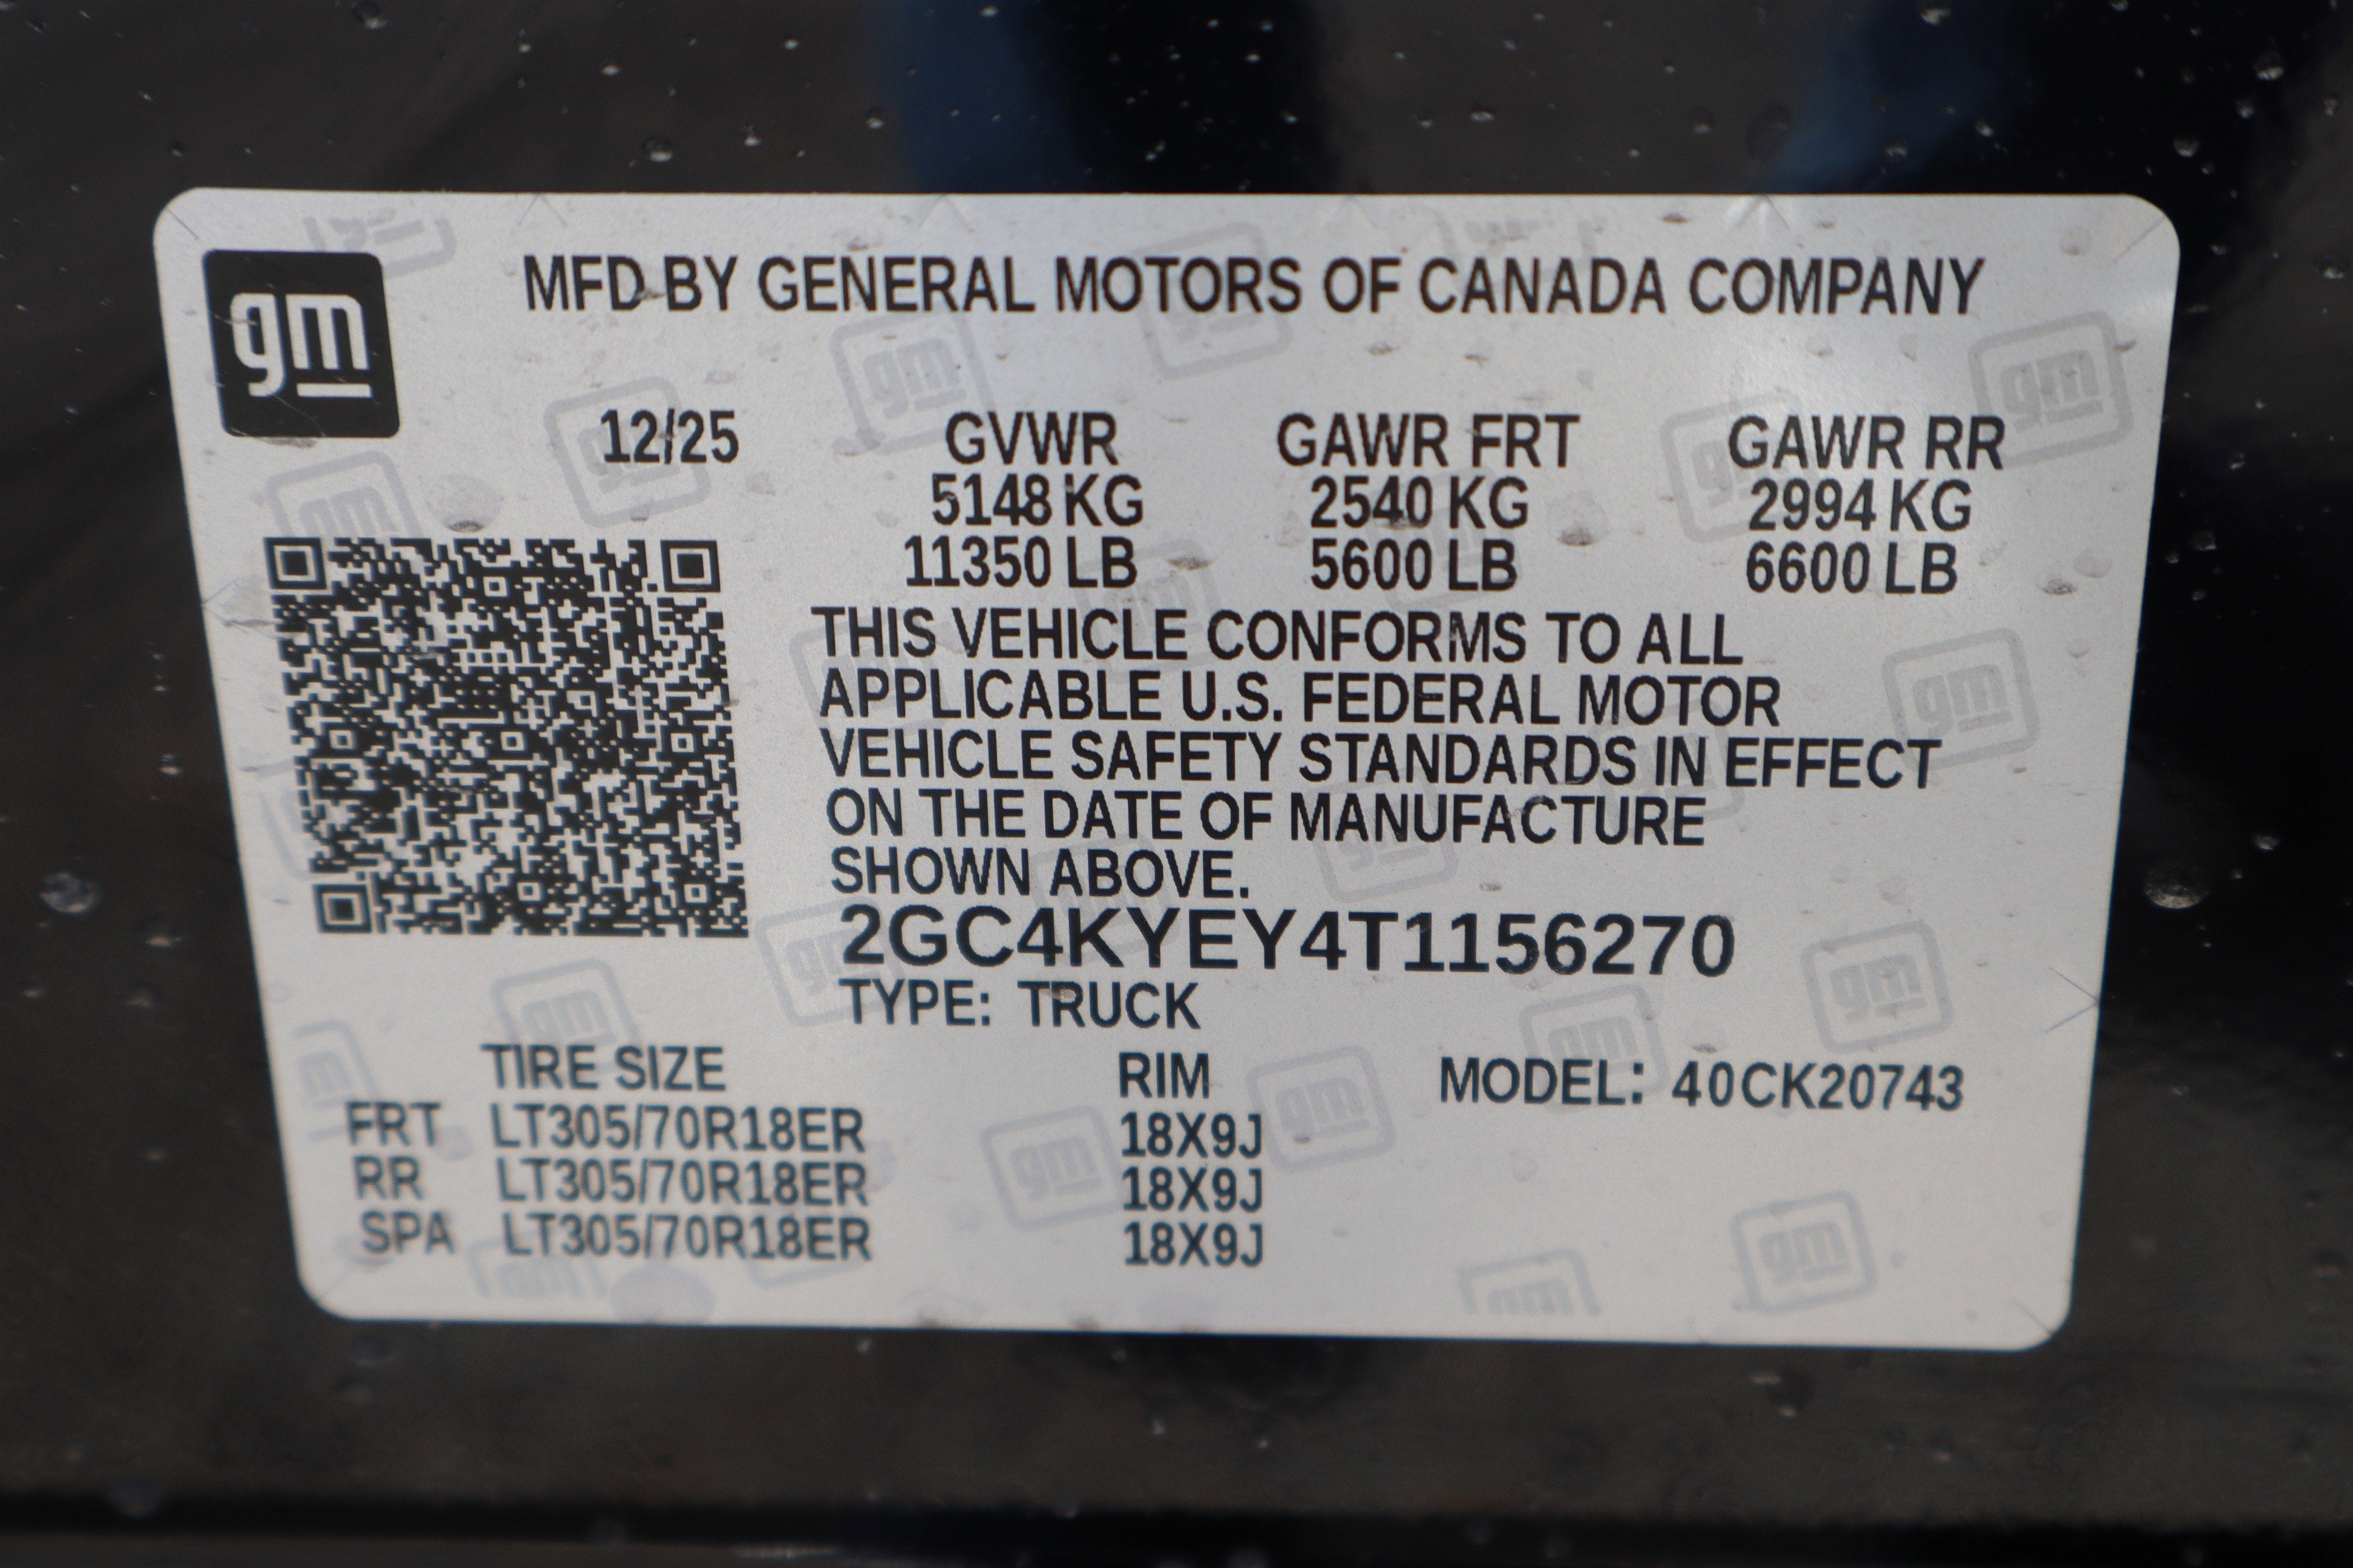 gm
MFD BY GENERAL MOTORS OF CANADA COMPANY
12/25 GVWR GAWR FRT GAWR RR
5148 KG 2540 KG 2994 KG
11350 LB 5600 LB 6600 LB
THIS VEHICLE CONFORMS TO ALL
APPLICABLE U.S. FEDERAL MOTOR
VEHICLE SAFETY STANDARDS IN EFFECT
ON THE DATE OF MANUFACTURE
SHOWN ABOVE.
2GC4KYEY4T1156270
TYPE: TRUCK
TIRE SIZE RIM MODEL: 40CK20743
FRT LT305/70R18ER 18X9J
RR LT305/70R18ER 18X9J
SPA LT305/70R18ER 18X9J